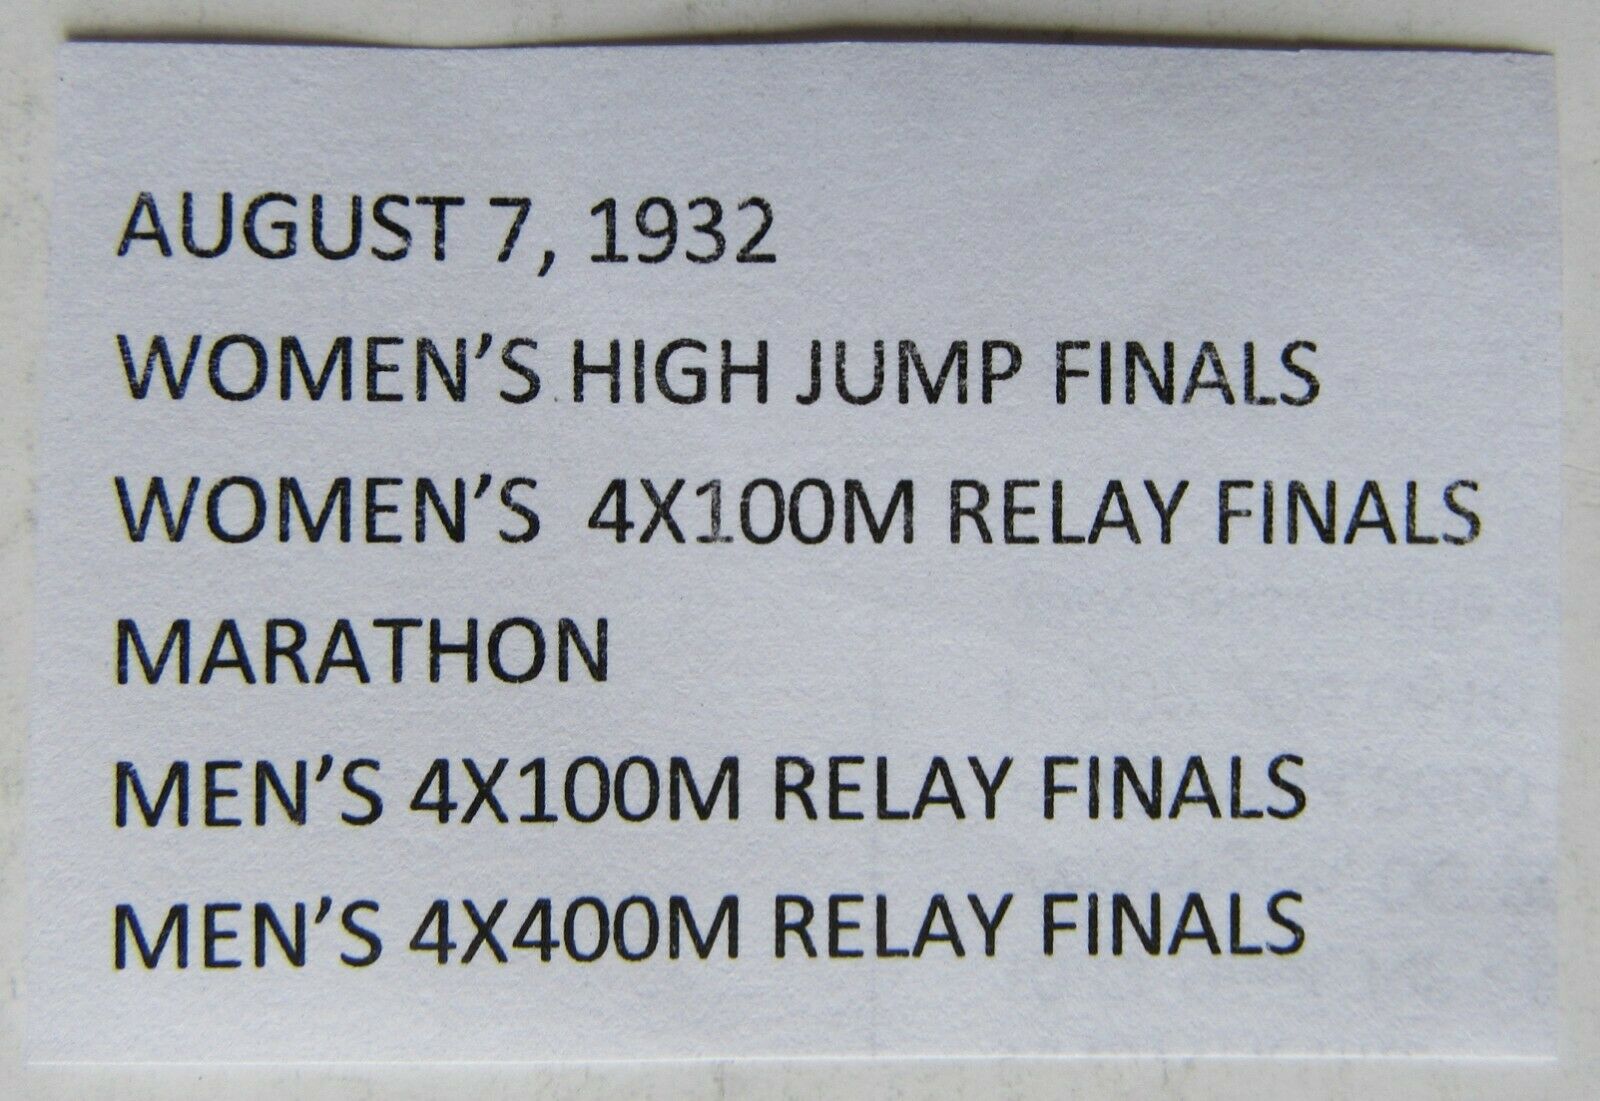 AUGUST 7, 1932
WOMEN’S HIGH JUMP FINALS
WOMEN’S  4X100M RELAY FINALS
MARATHON
MEN’S 4X100M RELAY FINALS
MEN’S 4X400M RELAY FINALS